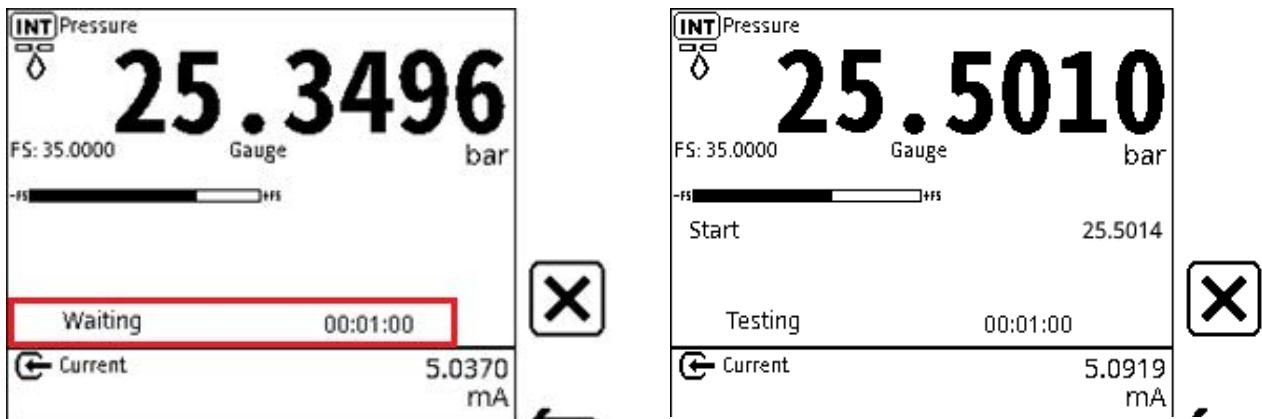 INT Pressure
25.3496
FS: 35.0000 Gauge bar
-FS +FS
Waiting 00:01:00
Current 5.0370
mA
INT Pressure
25.5010
FS: 35.0000 Gauge bar
-FS +FS
Start 25.5014
Testing 00:01:00
Current 5.0919
mA